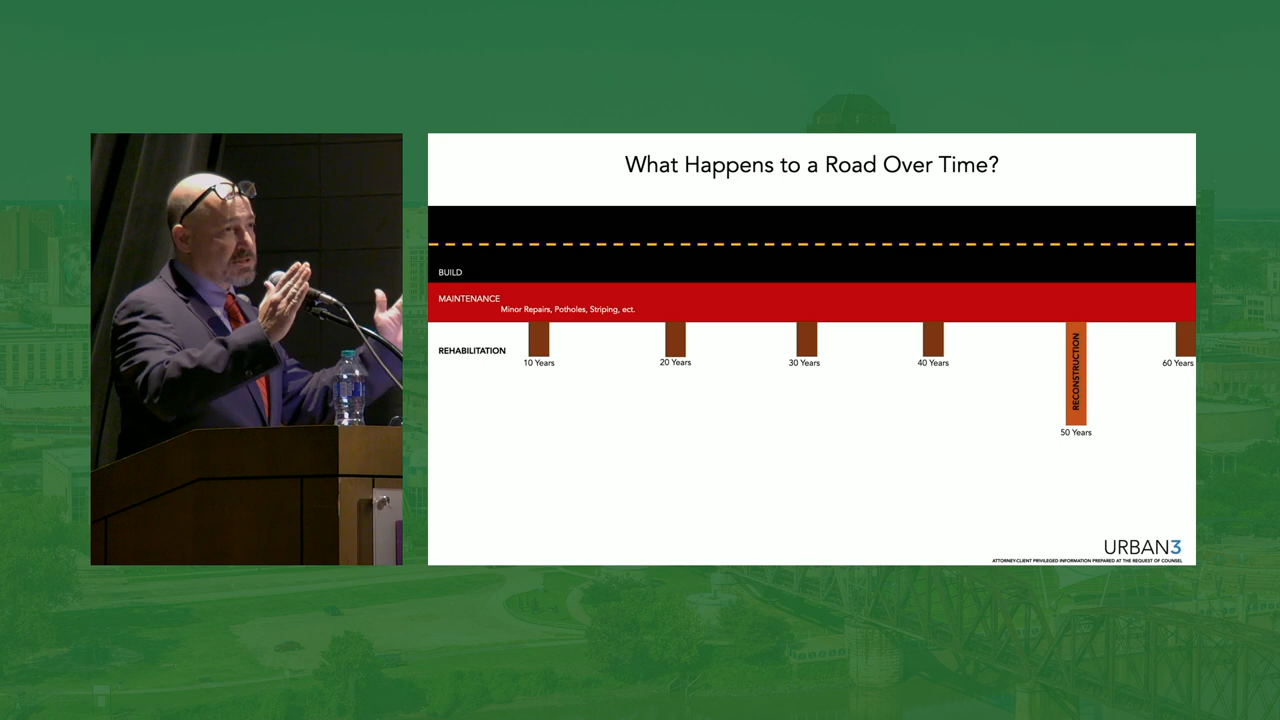 What Happens to a Road Over Time?
BUILD
MAINTENANCE
Minor Repairs, Potholes, Striping, ect.
REHABILITATION
10 Years
20 Years
30 Years
40 Years
RECONSTRUCTION
50 Years
60 Years
URBAN3
ATTORNEY-CLIENT PRIVILEGED INFORMATION PREPARED AT THE REQUEST OF COUNSEL